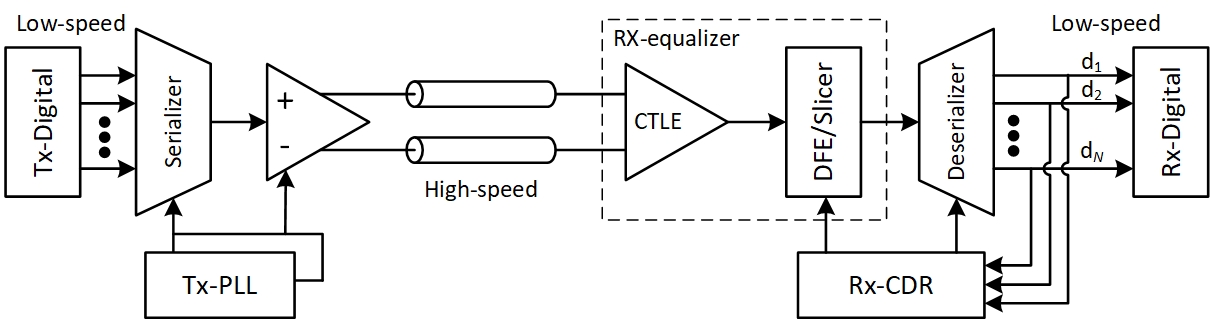 Low-speed
Tx-Digital
Serializer
+
-
High-speed
Tx-PLL
RX-equalizer
CTLE
DFE/Slicer
Deserializer
Low-speed
d1
d2
dN
Rx-Digital
Rx-CDR